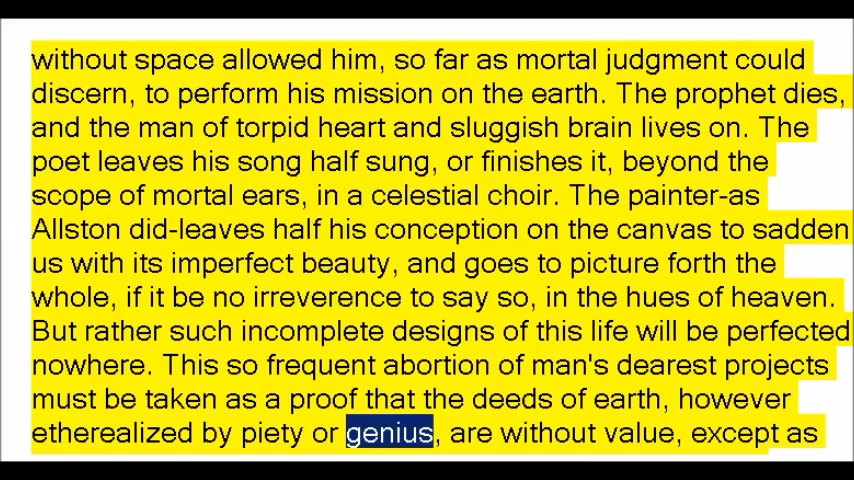 without space allowed him, so far as mortal judgment could
discern, to perform his mission on the earth. The prophet dies,
and the man of torpid heart and sluggish brain lives on. The
poet leaves his song half sung, or finishes it, beyond the
scope of mortal ears, in a celestial choir. The painter-as
Allston did-leaves half his conception on the canvas to sadden
us with its imperfect beauty, and goes to picture forth the
whole, if it be no irreverence to say so, in the hues of heaven.
But rather such incomplete designs of this life will be perfected
nowhere. This so frequent abortion of man's dearest projects
must be taken as a proof that the deeds of earth, however
etherealized by piety or genius, are without value, except as